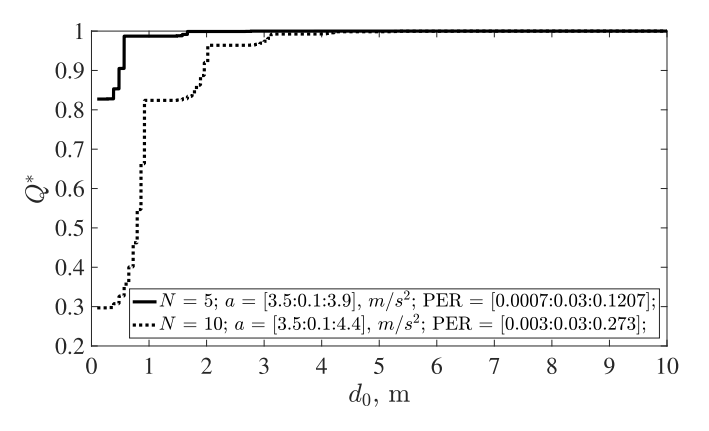 1
0.9
0.8
0.7
0.6
0.5
0.4
0.3
0.2
Q*
N = 5; a = [3.5:0.1:3.9], m/s²; PER = [0.0007:0.03:0.1207];
N = 10; a = [3.5:0.1:4.4], m/s²; PER = [0.003:0.03:0.273];
0 1 2 3 4 5 6 7 8 9 10
d₀, m